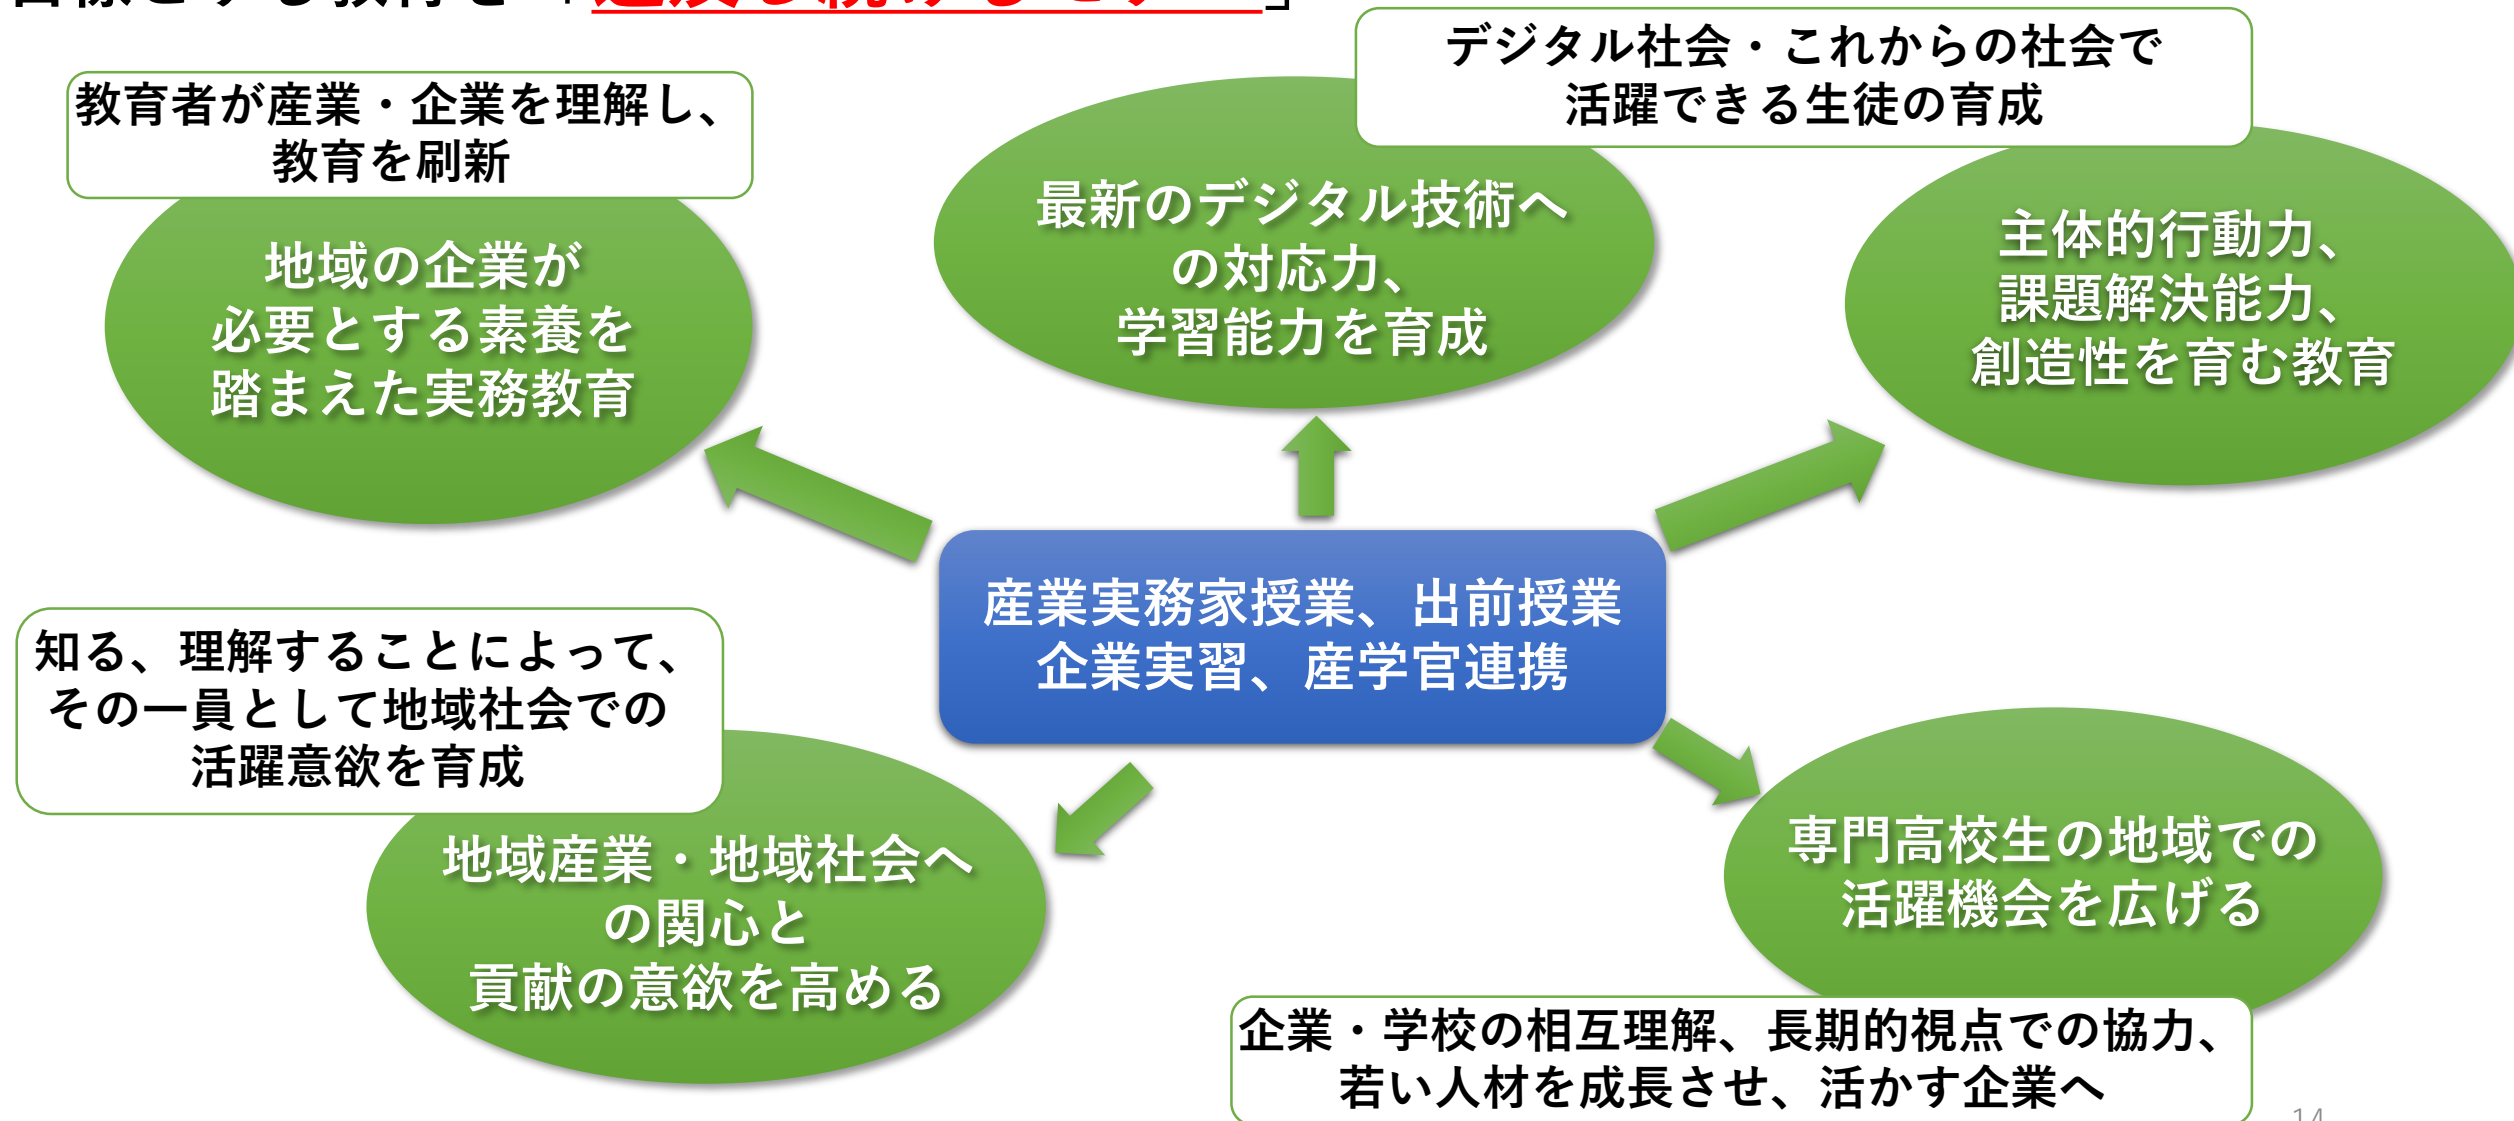 教育者が産業・企業を理解し、
教育を刷新
地域の企業が
必要とする素養を
踏まえた実務教育
最新のデジタル技術へ
の対応力、
学習能力を育成
デジタル社会・これからの社会で
活躍できる生徒の育成
主体的行動力、
課題解決能力、
創造性を育む教育
産業実務家授業、出前授業
企業実習、産学官連携
知る、理解することによって、
その一員として地域社会での
活躍意欲を育成
地域産業・地域社会へ
の関心と
貢献の意欲を高める
専門高校生の地域での
活躍機会を広げる
企業・学校の相互理解、長期的視点での協力、
若い人材を成長させ、活かす企業へ
14